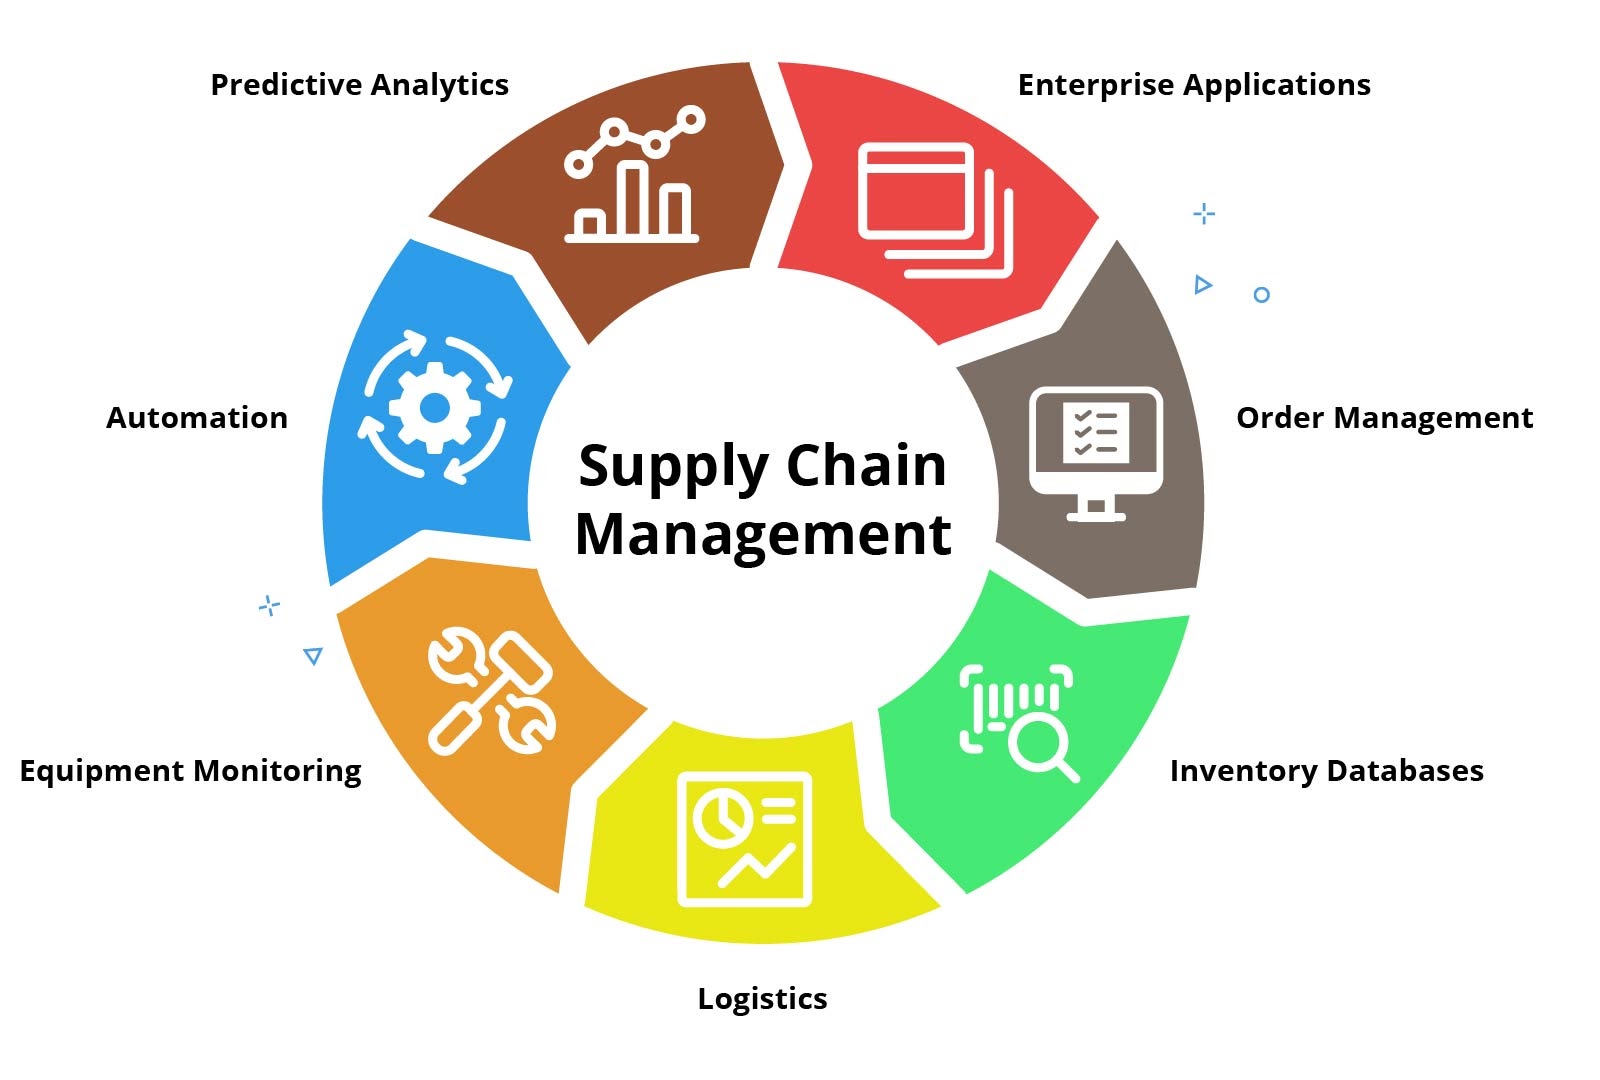 Predictive Analytics
Enterprise Applications
Automation
Order Management
Supply Chain
Management
Equipment Monitoring
Inventory Databases
Logistics